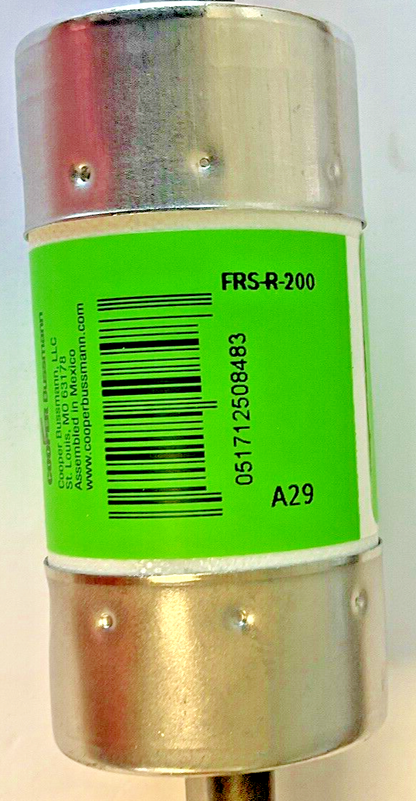 FRS-R-200
COOPER Bussmann
Cooper Bussmann, LLC
St. Louis, MO 63178
Assembled in Mexico
www.cooperbussmann.com
051712508483
A29